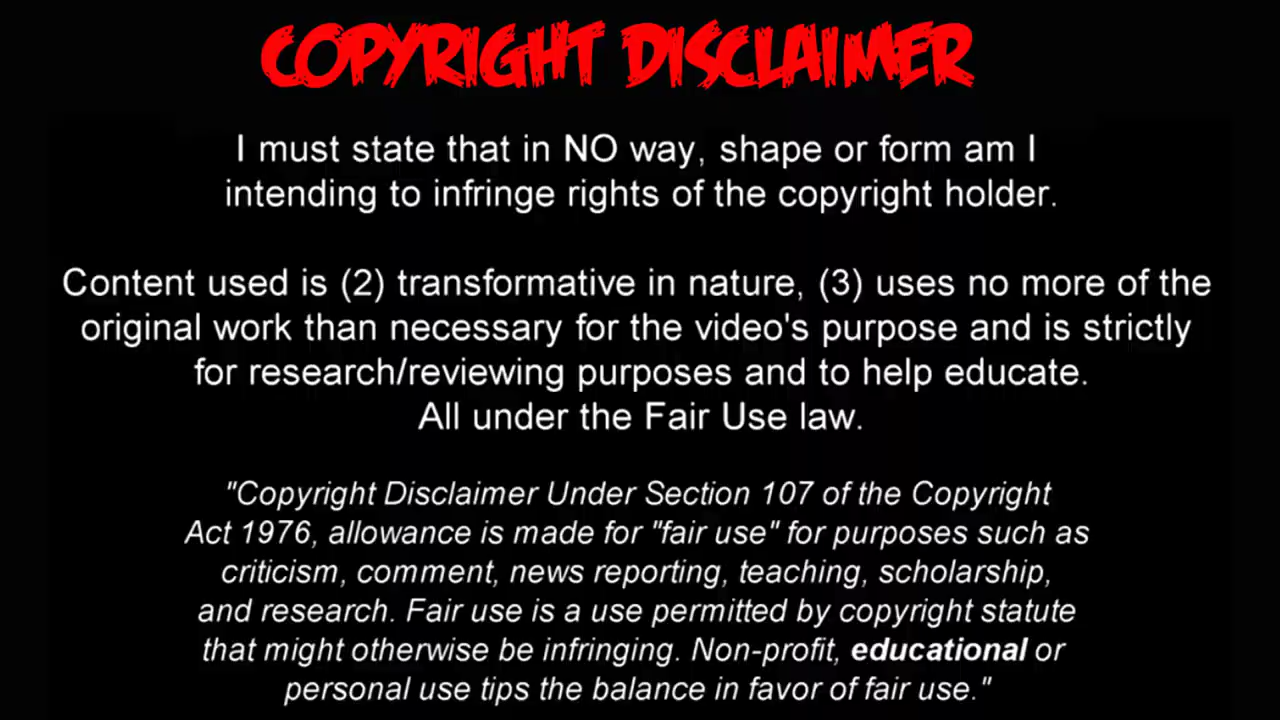 COPYRIGHT DISCLAIMER
I must state that in NO way, shape or form am I
intending to infringe rights of the copyright holder.
Content used is (2) transformative in nature, (3) uses no more of the
original work than necessary for the video's purpose and is strictly
for research/reviewing purposes and to help educate.
All under the Fair Use law.
"Copyright Disclaimer Under Section 107 of the Copyright
Act 1976, allowance is made for "fair use" for purposes such as
criticism, comment, news reporting, teaching, scholarship,
and research. Fair use is a use permitted by copyright statute
that might otherwise be infringing. Non-profit, educational or
personal use tips the balance in favor of fair use."